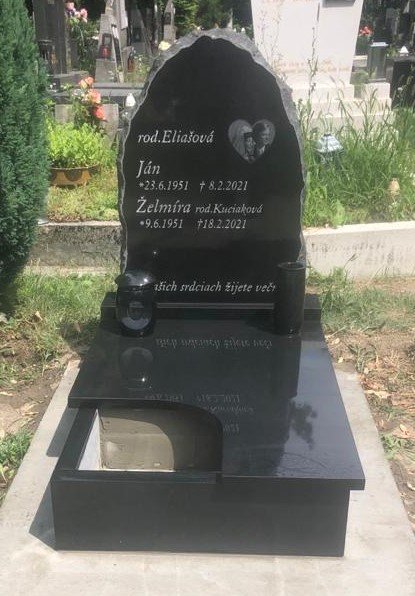 rod.Eliašová
Ján
*23.6.1951 †8.2.2021
Želmíra rod.Kuciaková
*9.6.1951 †18.2.2021
srdciach žijete